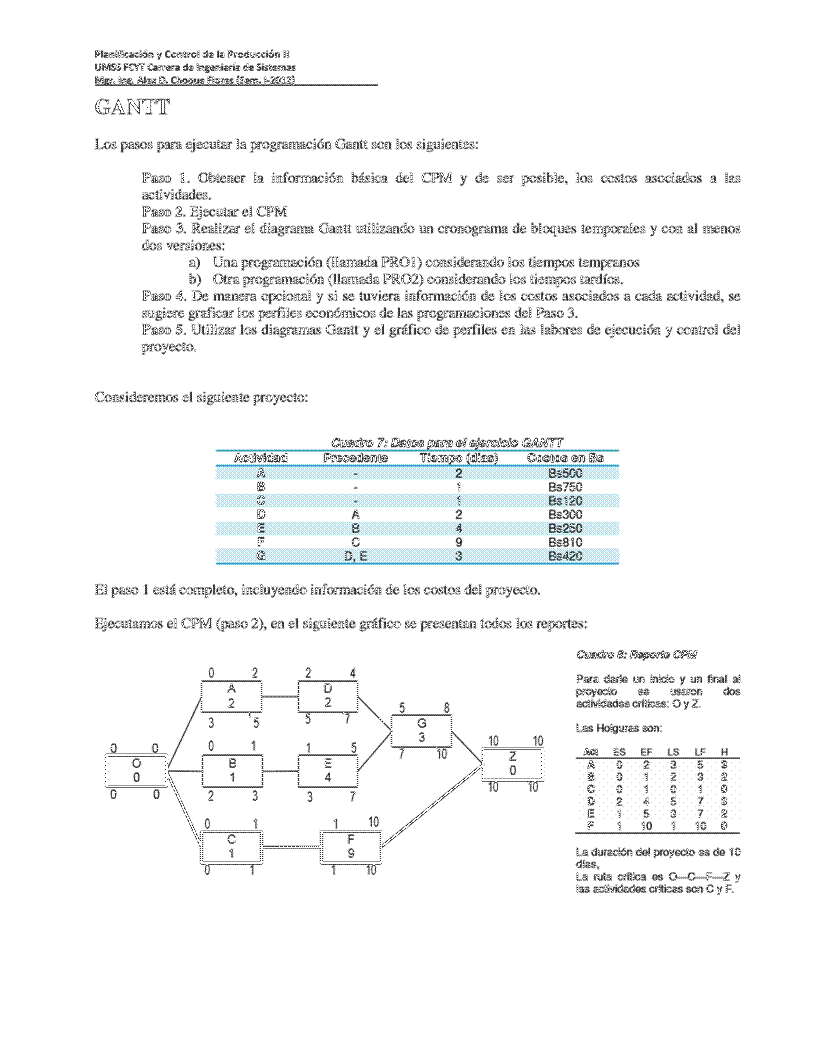 Planificación y Control de la Producción II
UMSS FCYT Carrera de Ingeniería de Sistemas
Mgr. Ing. Alex D. Choque Flores (Sem. I-2012)
GANTT
Los pasos para ejecutar la programación Gantt son los siguientes:
Paso 1. Obtener la información básica del CPM y de ser posible, los costos asociados a las
actividades.
Paso 2. Ejecutar el CPM
Paso 3. Realizar el diagrama Gantt utilizando un cronograma de bloques temporales y con al menos
dos versiones:
a) Una programación (llamada PRO1) considerando los tiempos tempranos
b) Otra programación (llamada PRO2) considerando los tiempos tardíos.
Paso 4. De manera opcional y si se tuviera información de los costos asociados a cada actividad, se
sugiere graficar los perfiles económicos de las programaciones del Paso 3.
Paso 5. Utilizar los diagramas Gantt y el gráfico de perfiles en las labores de ejecución y control del
proyecto.
Consideremos el siguiente proyecto:
Cuadro 7: Datos para el ejercicio GANTT
Actividad Precedente Tiempo (días) Costos en Bs
A - 2 Bs500
B - 1 Bs750
C - 1 Bs120
D A 2 Bs300
E B 4 Bs250
F C 9 Bs810
G D, E 3 Bs420
El paso 1 está completo, incluyendo información de los costos del proyecto.
Ejecutamos el CPM (paso 2), en el siguiente gráfico se presentan todos los reportes:
0 2 2 4
A D
2 2
3 5 5 7
5 8
G
3
7 10
0 0
O
0
0 0
0 1 1 5
B E
1 4
2 3 3 7
10 10
Z
0
10 10
0 1 1 10
C F
1 9
0 1 1 10
Cuadro 8: Reporte CPM
Para darle un inicio y un final al
proyecto se usaron dos
actividades críticas: O y Z.
Las Holguras son:
Act ES EF LS LF H
A 0 2 3 5 3
B 0 1 2 3 2
C 0 1 0 1 0
D 2 4 5 7 3
E 1 5 3 7 2
F 1 10 1 10 0
La duración del proyecto es de 10
días,
La ruta crítica es O—C—F—Z y
las actividades críticas son C y F.